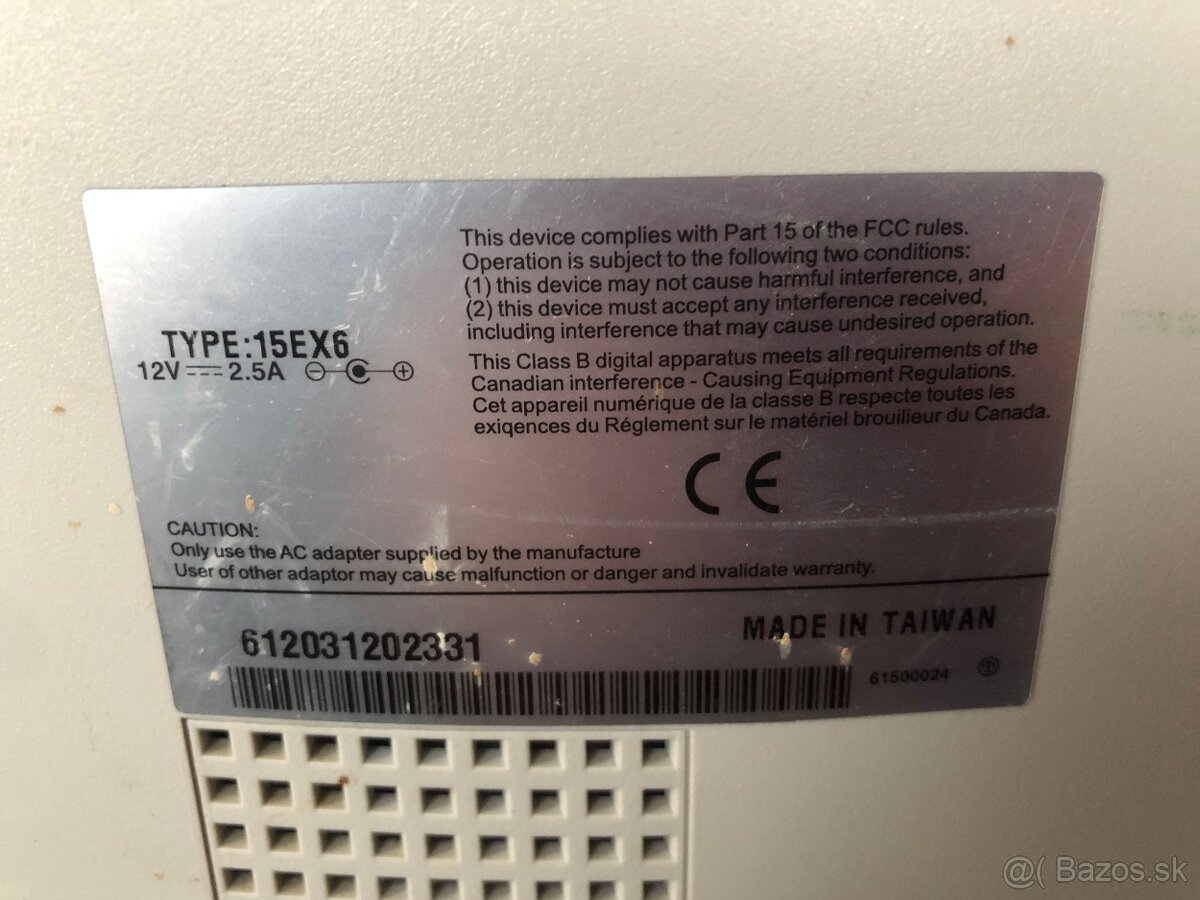 This device complies with Part 15 of the FCC rules.
Operation is subject to the following two conditions:
(1) this device may not cause harmful interference, and
(2) this device must accept any interference received,
including interference that may cause undesired operation.
TYPE:15EX6
12V 2.5A
This Class B digital apparatus meets all requirements of the
Canadian interference - Causing Equipment Regulations.
Cet appareil numérique de la classe B respecte toutes les
exiqences du Réglement sur le matériel brouilieur du Canada.
CE
CAUTION:
Only use the AC adapter supplied by the manufacture
User of other adaptor may cause malfunction or danger and invalidate warranty.
612031202331
MADE IN TAIWAN
61500024
@( Bazos.sk